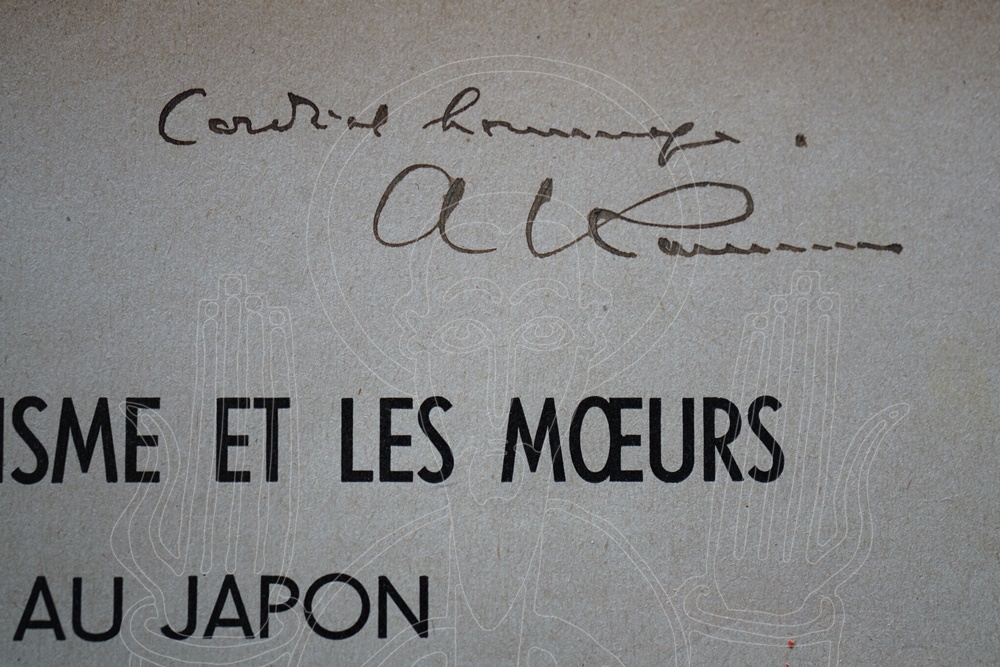 Cordial hommage.
ISME ET LES MŒURS
AU JAPON